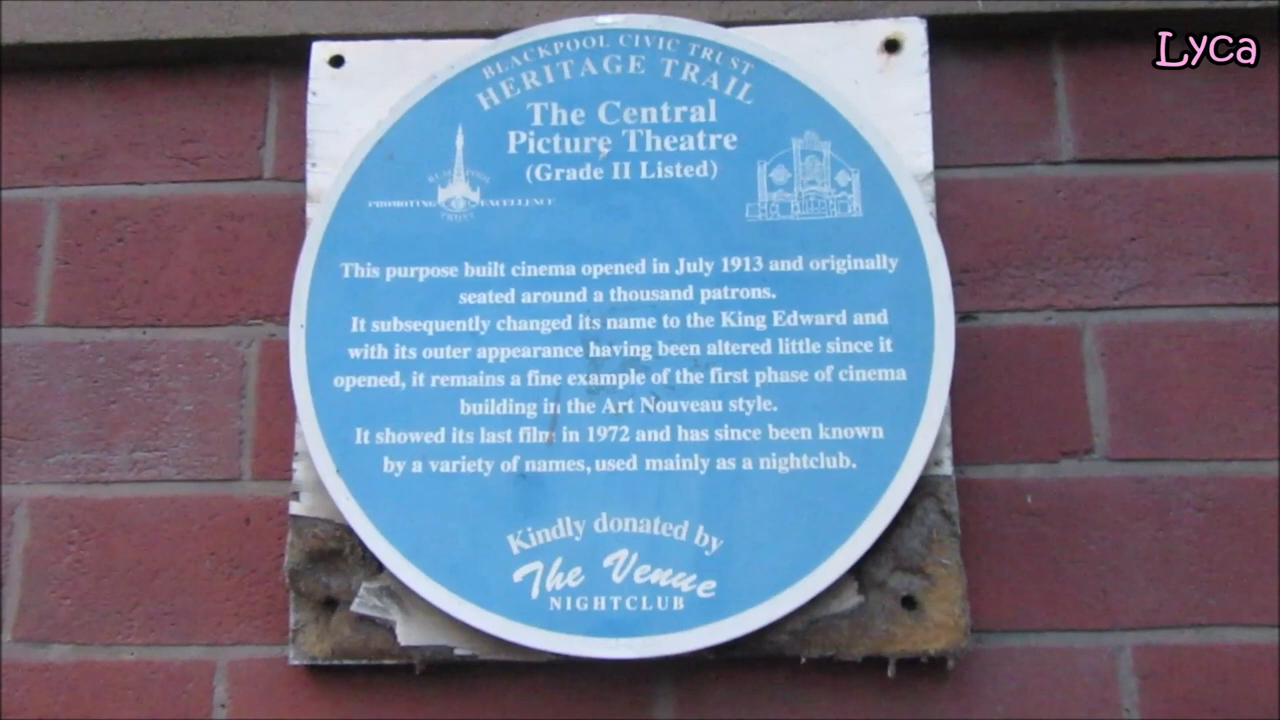 Lyca
BLACKPOOL CIVIC TRUST
HERITAGE TRAIL
The Central
Picture Theatre
(Grade II Listed)
BLACKPOOL
PROMOTING EXCELLENCE
TRUST
This purpose built cinema opened in July 1913 and originally
seated around a thousand patrons.
It subsequently changed its name to the King Edward and
with its outer appearance having been altered little since it
opened, it remains a fine example of the first phase of cinema
building in the Art Nouveau style.
It showed its last film in 1972 and has since been known
by a variety of names, used mainly as a nightclub.
Kindly donated by
The Venue
NIGHTCLUB